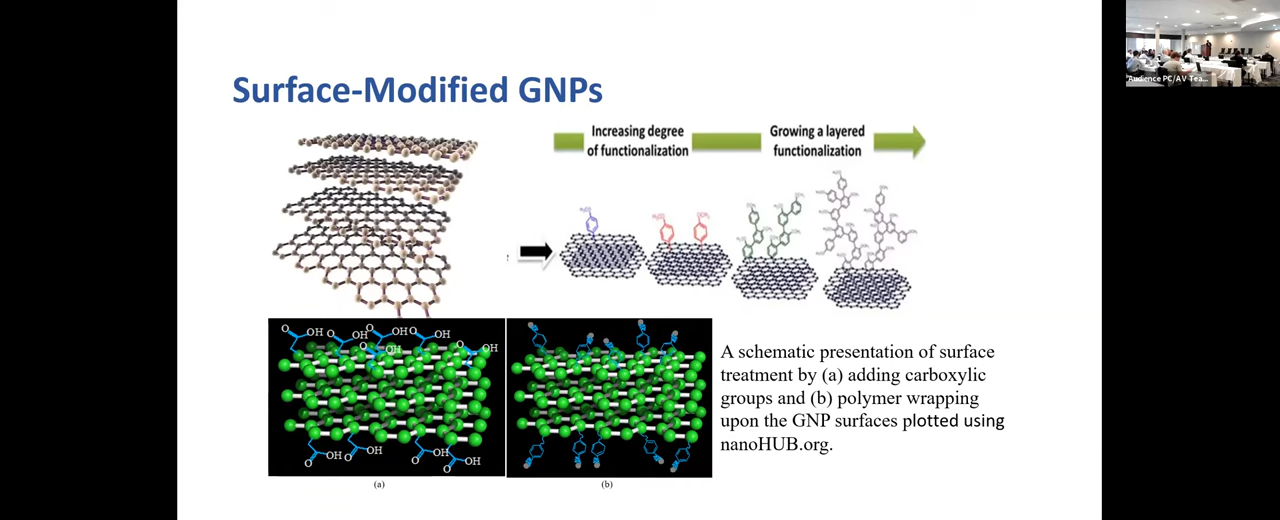 Surface-Modified GNPs
Increasing degree
of functionalization
Growing a layered
functionalization
O
OH
O
OH
O
OH
O
OH
O
OH
O
OH
O
OH
O
OH
O
OH
O
OH
(a)
(b)
A schematic presentation of surface
treatment by (a) adding carboxylic
groups and (b) polymer wrapping
upon the GNP surfaces plotted using
nanoHUB.org.
Audience PC/AV Tea...